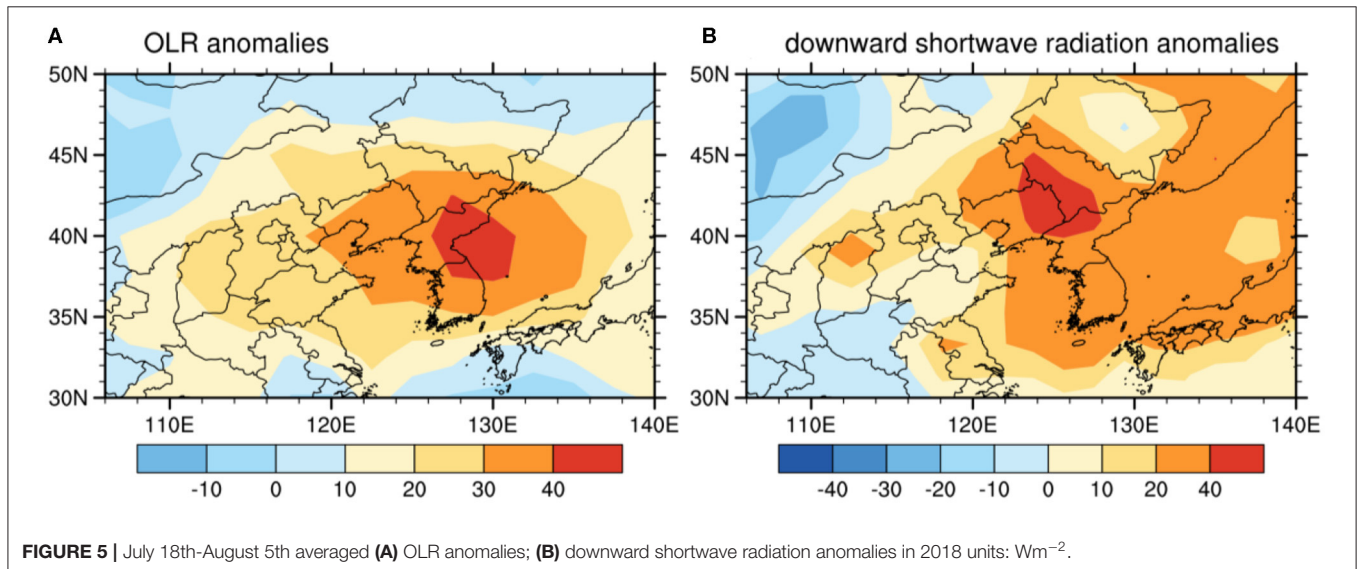 A OLR anomalies
50N
45N
40N
35N
30N
110E 120E 130E 140E
-10 0 10 20 30 40
B downward shortwave radiation anomalies
50N
45N
40N
35N
30N
110E 120E 130E 140E
-40 -30 -20 -10 0 10 20 40
FIGURE 5 | July 18th-August 5th averaged (A) OLR anomalies; (B) downward shortwave radiation anomalies in 2018 units: Wm⁻².